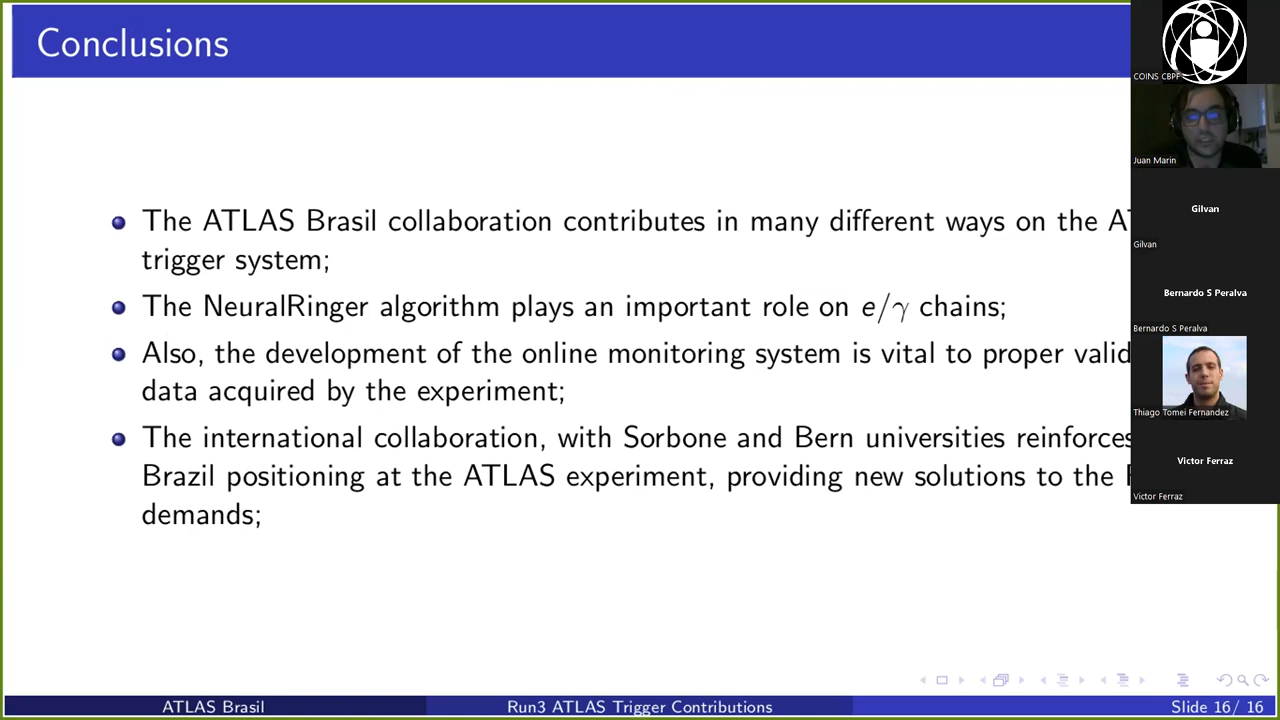 Conclusions
The ATLAS Brasil collaboration contributes in many different ways on the
trigger system;
The NeuralRinger algorithm plays an important role on e/γ chains;
Also, the development of the online monitoring system is vital to proper
data acquired by the experiment;
The international collaboration, with Sorbone and Bern universities reinforces
Brazil positioning at the ATLAS experiment, providing new solutions to the
demands;
ATLAS Brasil
Run3 ATLAS Trigger Contributions
Slide 16/ 16
COINS CBPF
Juan Marin
Gilvan
Gilvan
Bernardo S Peralva
Bernardo S Peralva
Thiago Tomei Fernandez
Victor Ferraz
Victor Ferraz